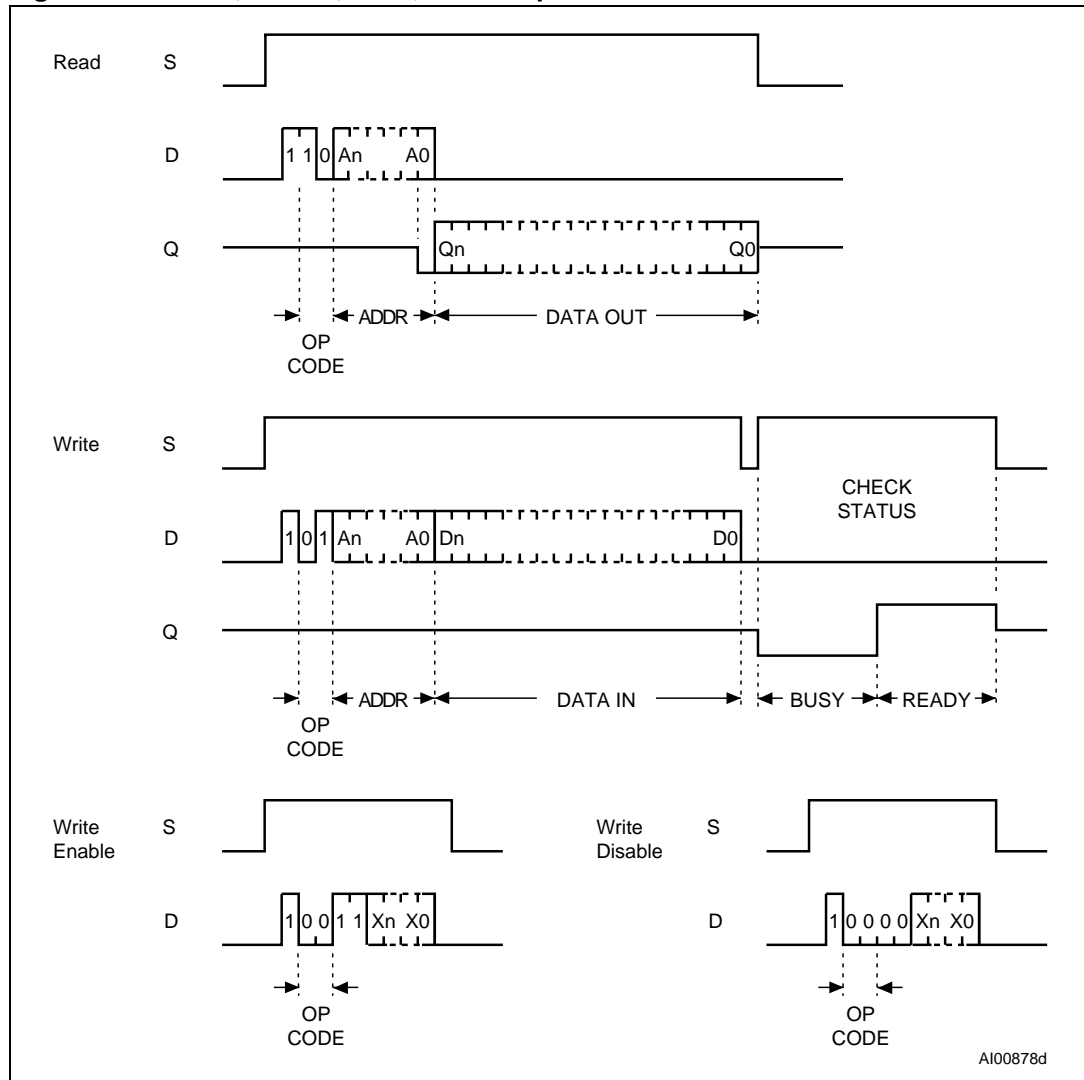 Read S
D 1 1 0 An A0
Q Qn Q0
ADDR DATA OUT
OP
CODE
Write S
CHECK
STATUS
D 1 0 1 An A0 Dn D0
Q
ADDR DATA IN BUSY READY
OP
CODE
Write
Enable
S
Write
Disable
S
D 1 0 0 1 1 Xn X0
D 1 0 0 0 0 Xn X0
OP
CODE
OP
CODE
AI00878d